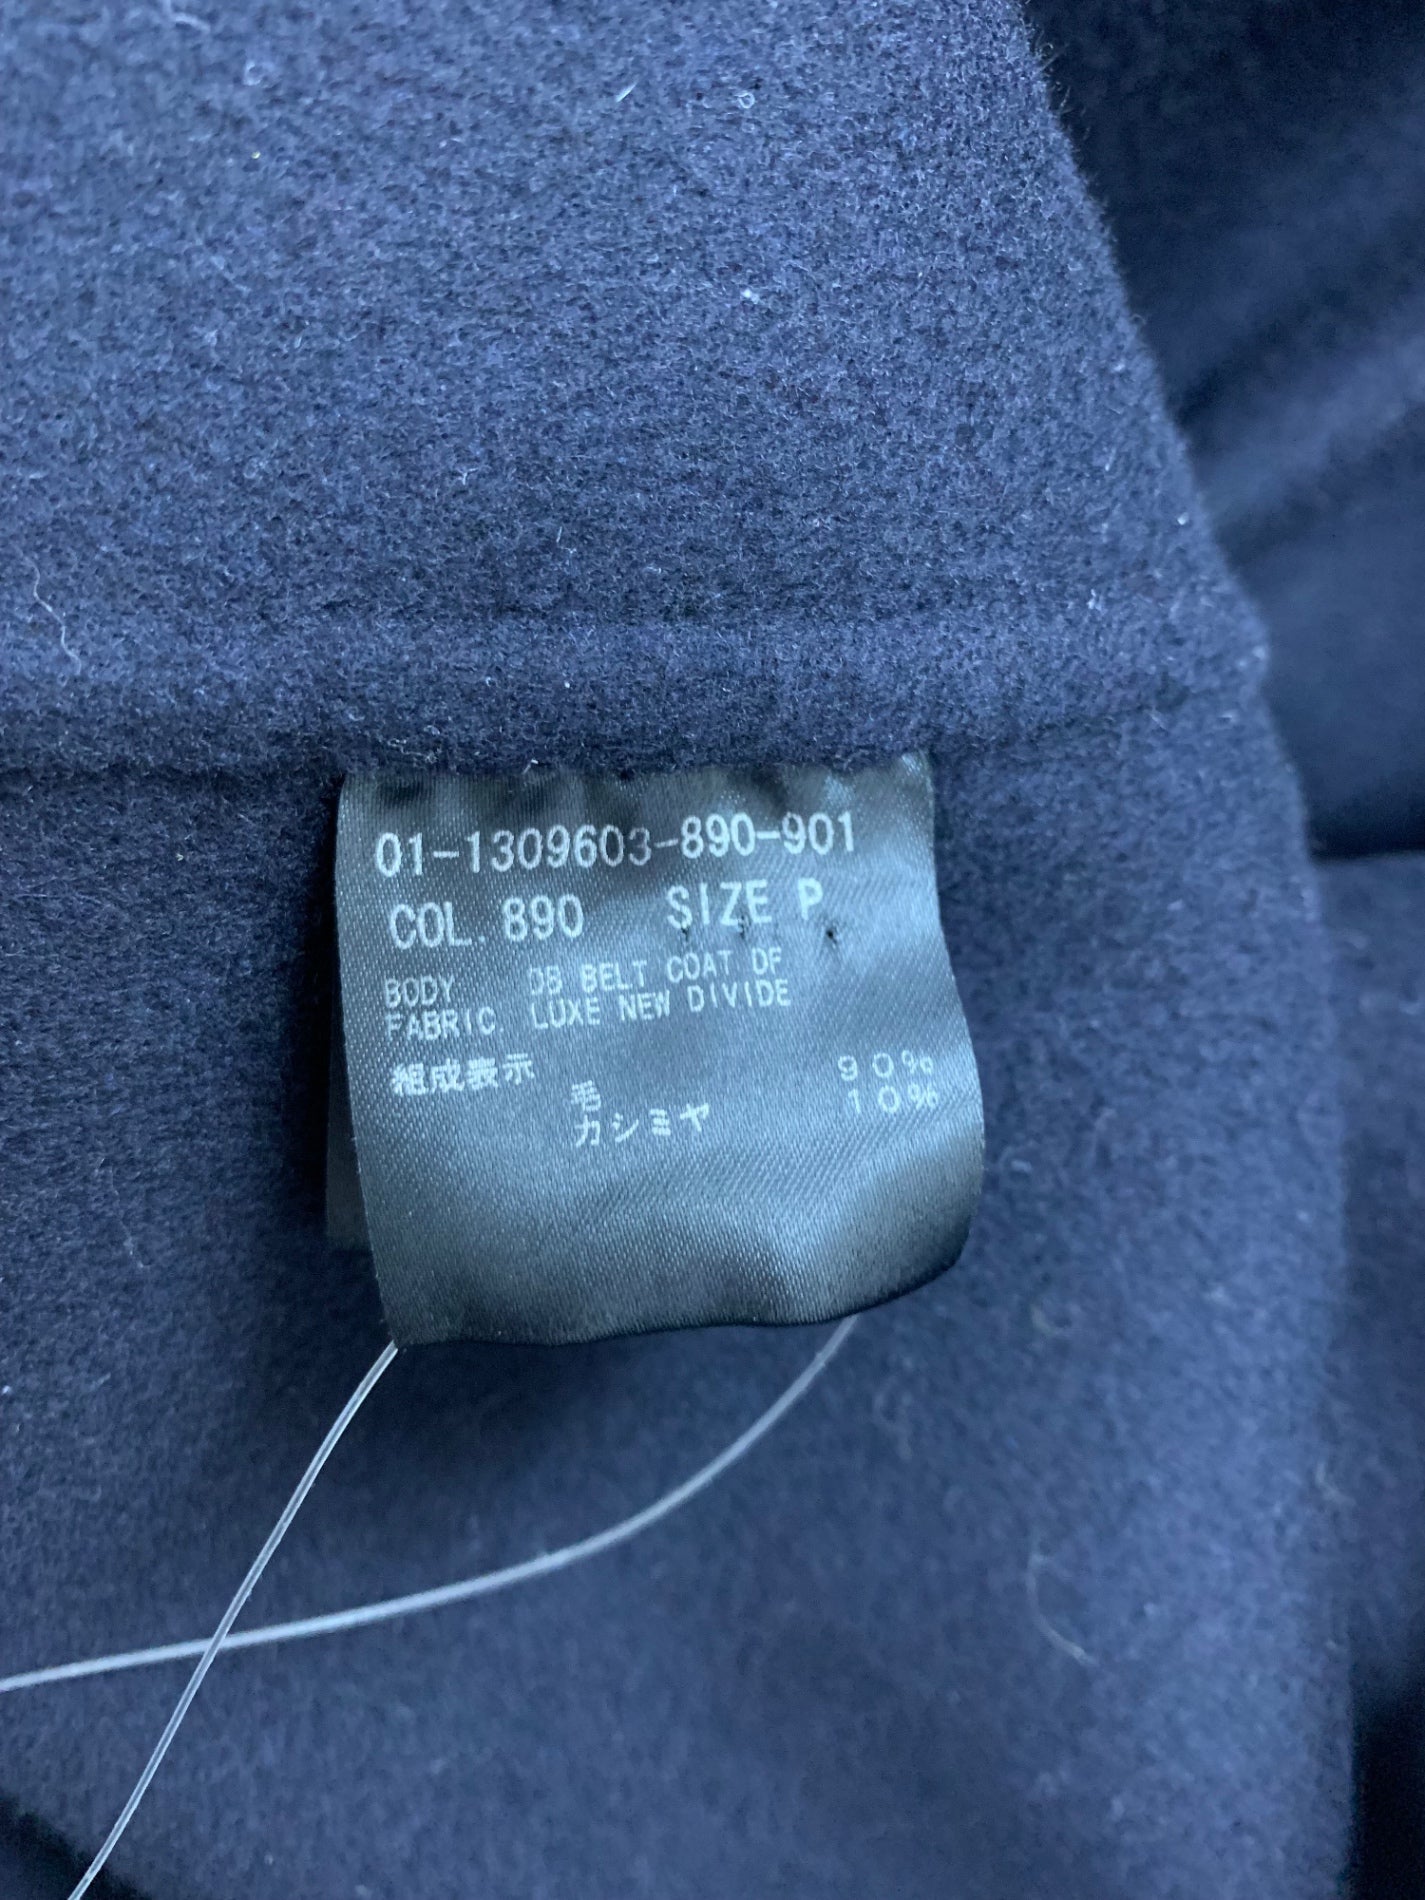 01-1309603-890-901
COL. 890 SIZE P
BODY DB BELT COAT DF
FABRIC LUXE NEW DIVIDE
組成表示
毛 90%
カシミヤ 10%